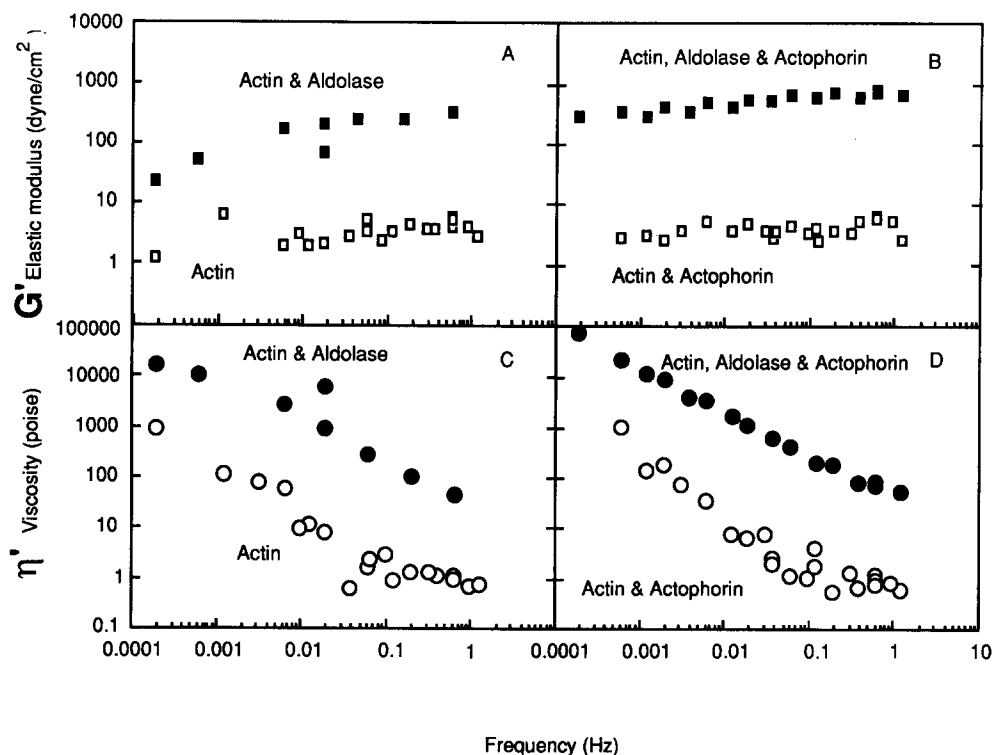 10000
1000
100
10
1
G' Elastic modulus (dyne/cm²)
A
Actin & Aldolase
Actin
B
Actin, Aldolase & Actophorin
Actin & Actophorin
100000
10000
1000
100
10
1
0.1
η' Viscosity (poise)
C
Actin & Aldolase
Actin
D
Actin, Aldolase & Actophorin
Actin & Actophorin
0.0001 0.001 0.01 0.1 1 0.0001 0.001 0.01 0.1 1 10
Frequency (Hz)